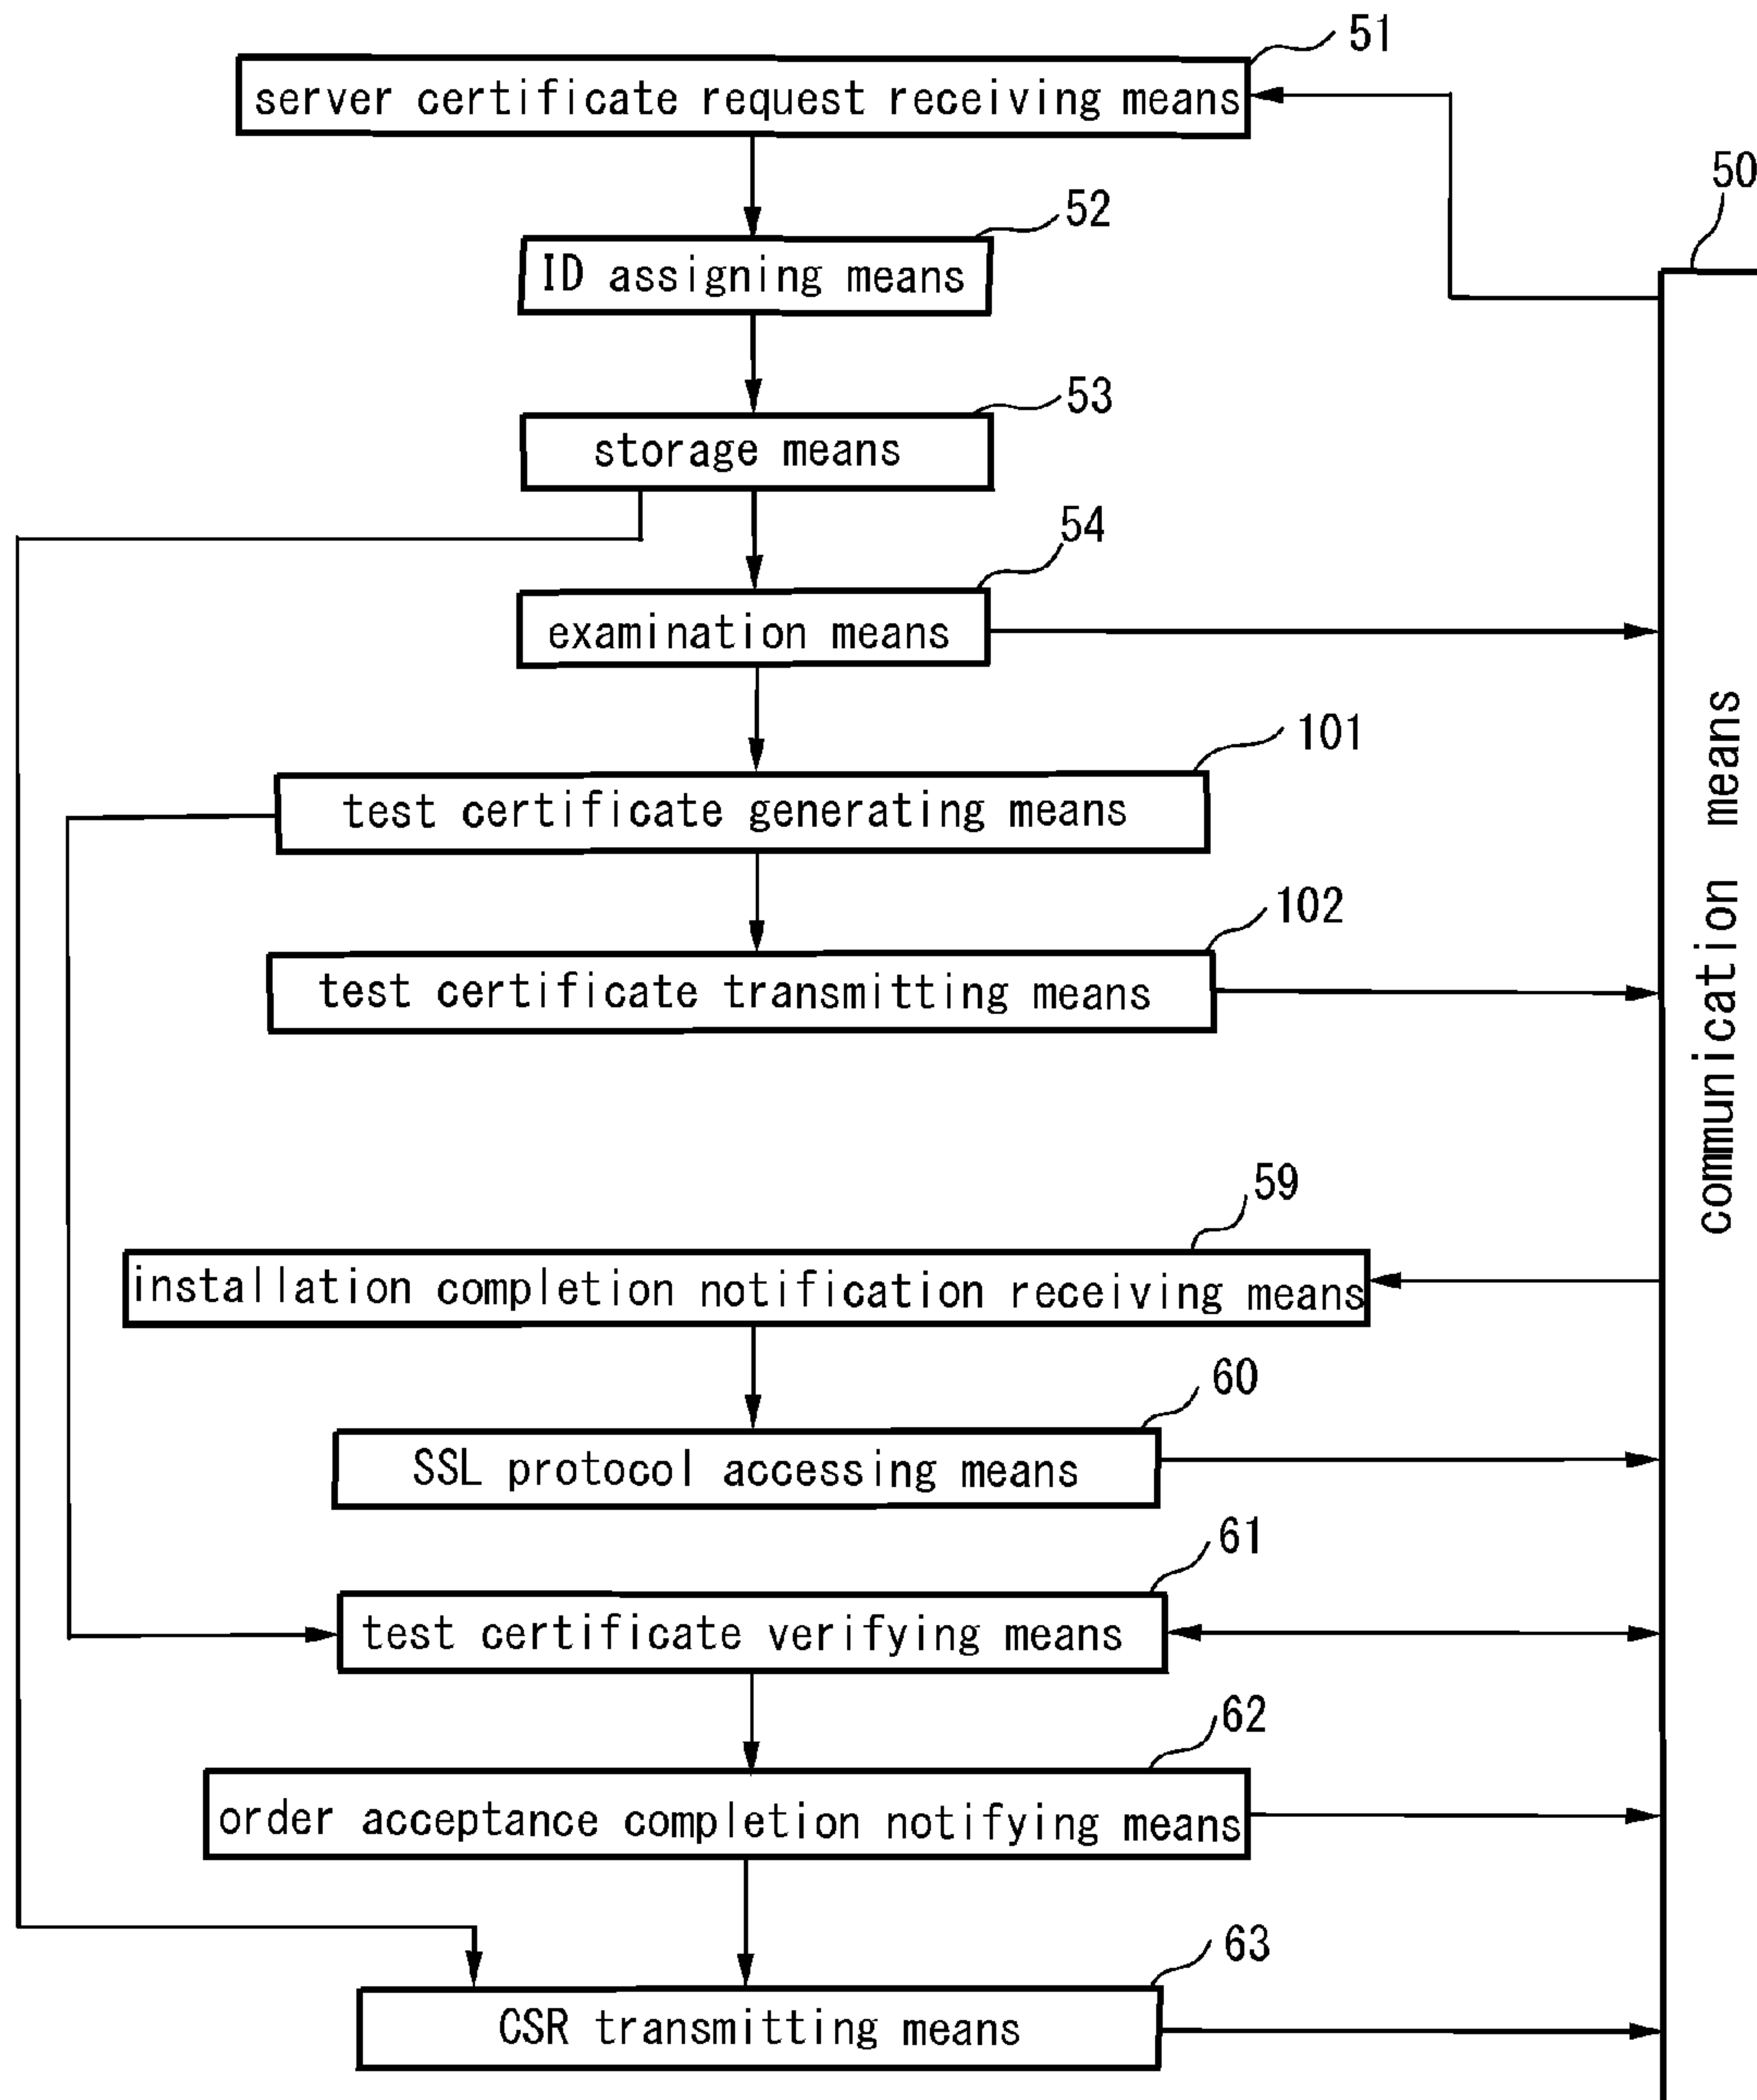 51
server certificate request receiving means
50
52
ID assigning means
53
storage means
54
examination means
101
test certificate generating means
communication means
102
test certificate transmitting means
59
installation completion notification receiving means
60
SSL protocol accessing means
61
test certificate verifying means
62
order acceptance completion notifying means
63
CSR transmitting means